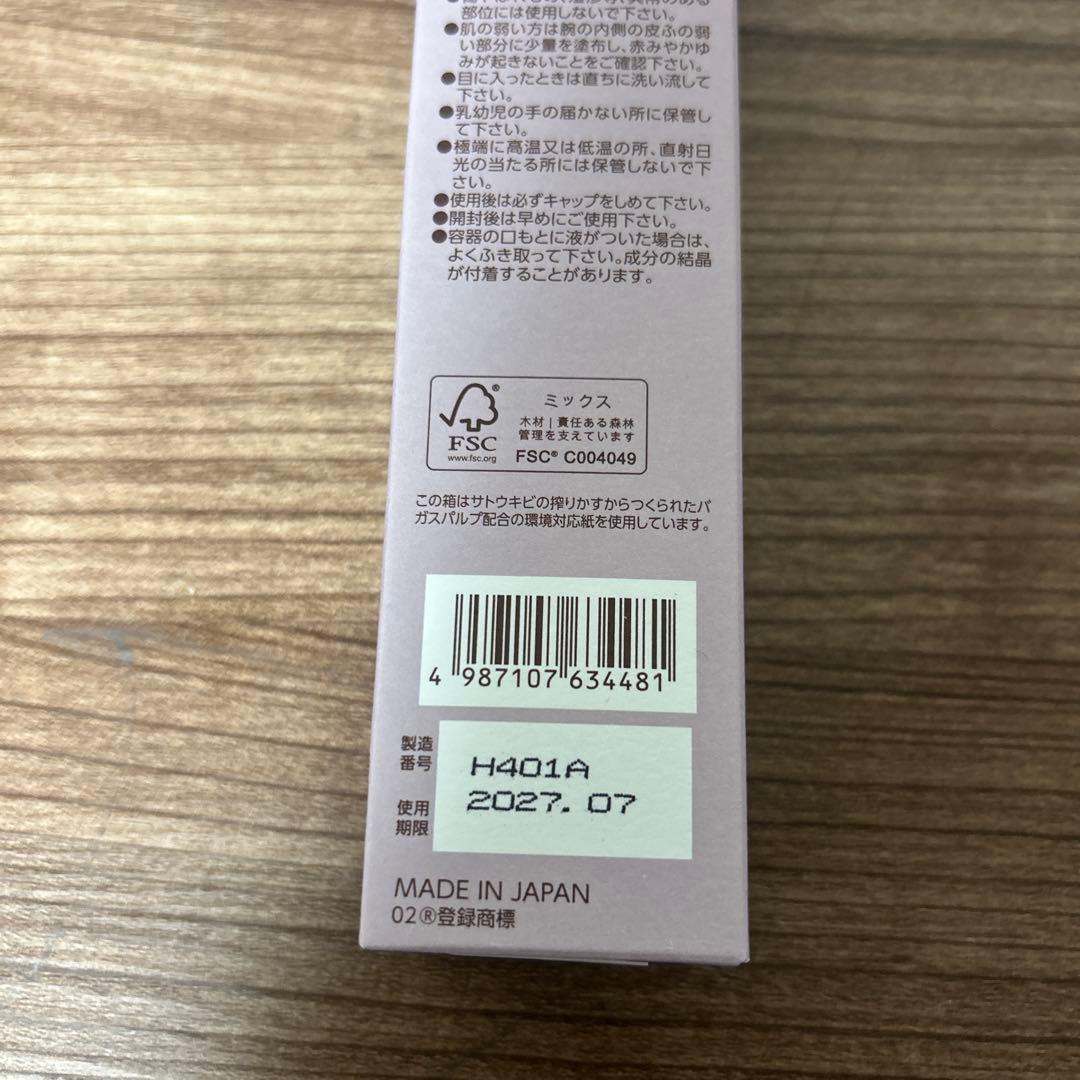 部位には使用しないで下さい。
●肌の弱い方は腕の内側の皮ふの弱
い部分に少量を塗布し、赤みやかゆ
みが起きないことをご確認下さい。
●目に入ったときは直ちに洗い流して
下さい。
●乳幼児の手の届かない所に保管し
て下さい。
●極端に高温又は低温の所、直射日
光の当たる所には保管しないで下
さい。
●使用後は必ずキャップをしめて下さい。
●開封後は早めにご使用下さい。
●容器の口もとに液がついた場合は、
よくふき取って下さい。成分の結晶
が付着することがあります。
®
FSC
www.fsc.org
ミックス
木材|責任ある森林
管理を支えています
FSC® C004049
この箱はサトウキビの搾りかすからつくられたバ
ガスパルプ配合の環境対応紙を使用しています。
4 987107 634481
製造
番号
H401A
使用
期限
2027.07
MADE IN JAPAN
02®登録商標